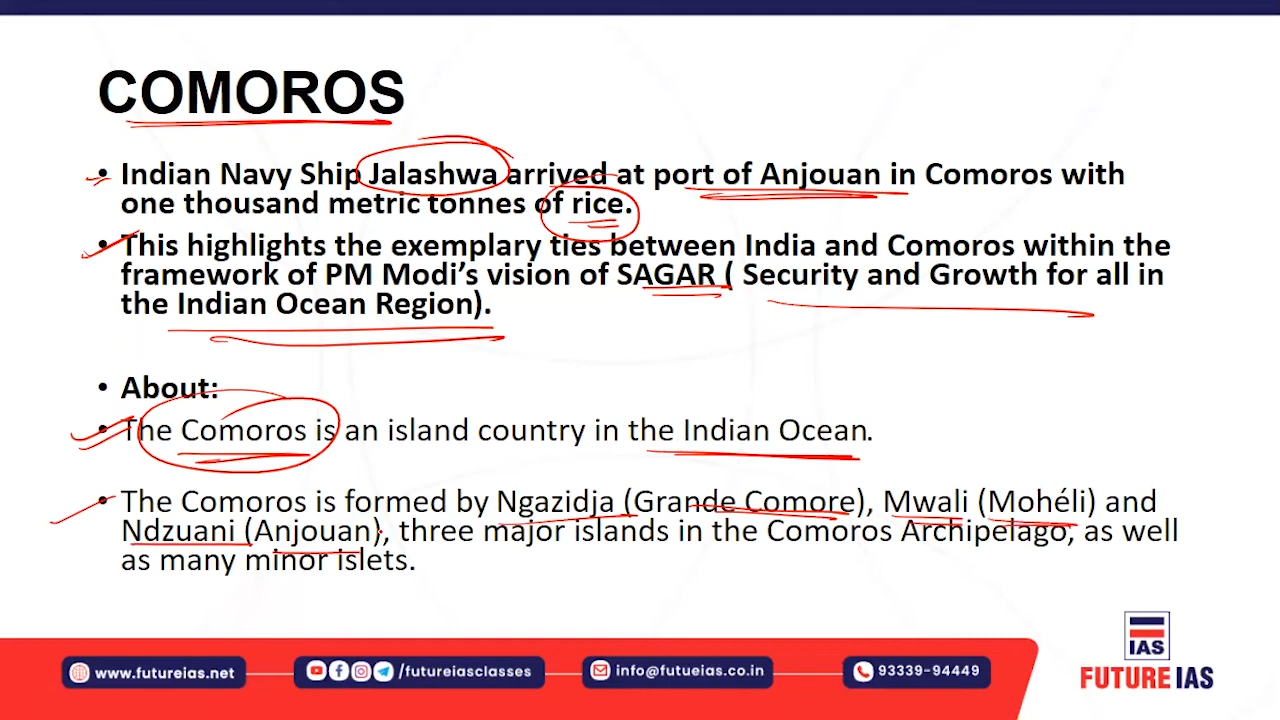 COMOROS
• Indian Navy Ship Jalashwa arrived at port of Anjouan in Comoros with
one thousand metric tonnes of rice.
• This highlights the exemplary ties between India and Comoros within the
framework of PM Modi’s vision of SAGAR ( Security and Growth for all in
the Indian Ocean Region).
• About:
• The Comoros is an island country in the Indian Ocean.
• The Comoros is formed by Ngazidja (Grande Comore), Mwali (Mohéli) and
Ndzuani (Anjouan), three major islands in the Comoros Archipelago, as well
as many minor islets.
www.futureias.net
/futureiasclasses
info@futueias.co.in
93339-94449
IAS
FUTURE IAS